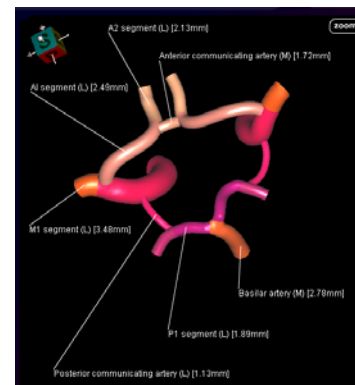 A2 segment (L) [2.13mm]
zoom
Anterior communicating artery (M) [1.72mm]
AI segment (L) [2.49mm]
M1 segment (L) [3.48mm]
Basilar artery (M) [2.78mm]
P1 segment (L) [1.89mm]
Posterior communicating artery (L) [1.13mm]